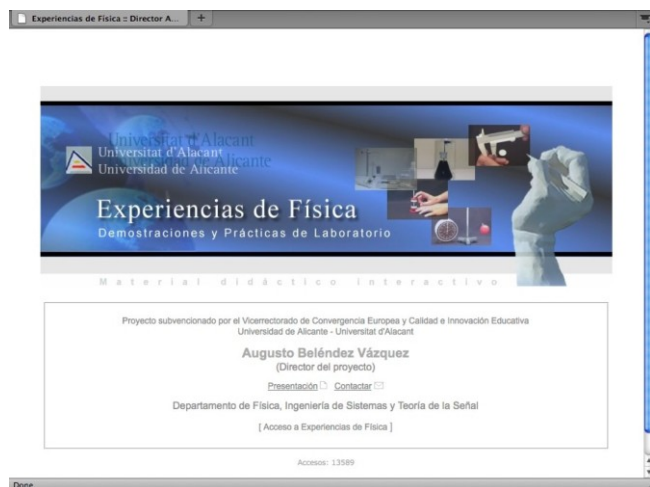 Experiencias de Física :: Director A...
Universitat d'Alacant
Universidad de Alicante
Universitat d'Alacant
Universidad de Alicante
Experiencias de Física
Demostraciones y Prácticas de Laboratorio
Material didáctico interactivo
Proyecto subvencionado por el Vicerrectorado de Convergencia Europea y Calidad e Innovación Educativa
Universidad de Alicante - Universitat d'Alacant
Augusto Beléndez Vázquez
(Director del proyecto)
Presentación Contactar
Departamento de Física, Ingeniería de Sistemas y Teoría de la Señal
[ Acceso a Experiencias de Física ]
Accesos: 13589
Done